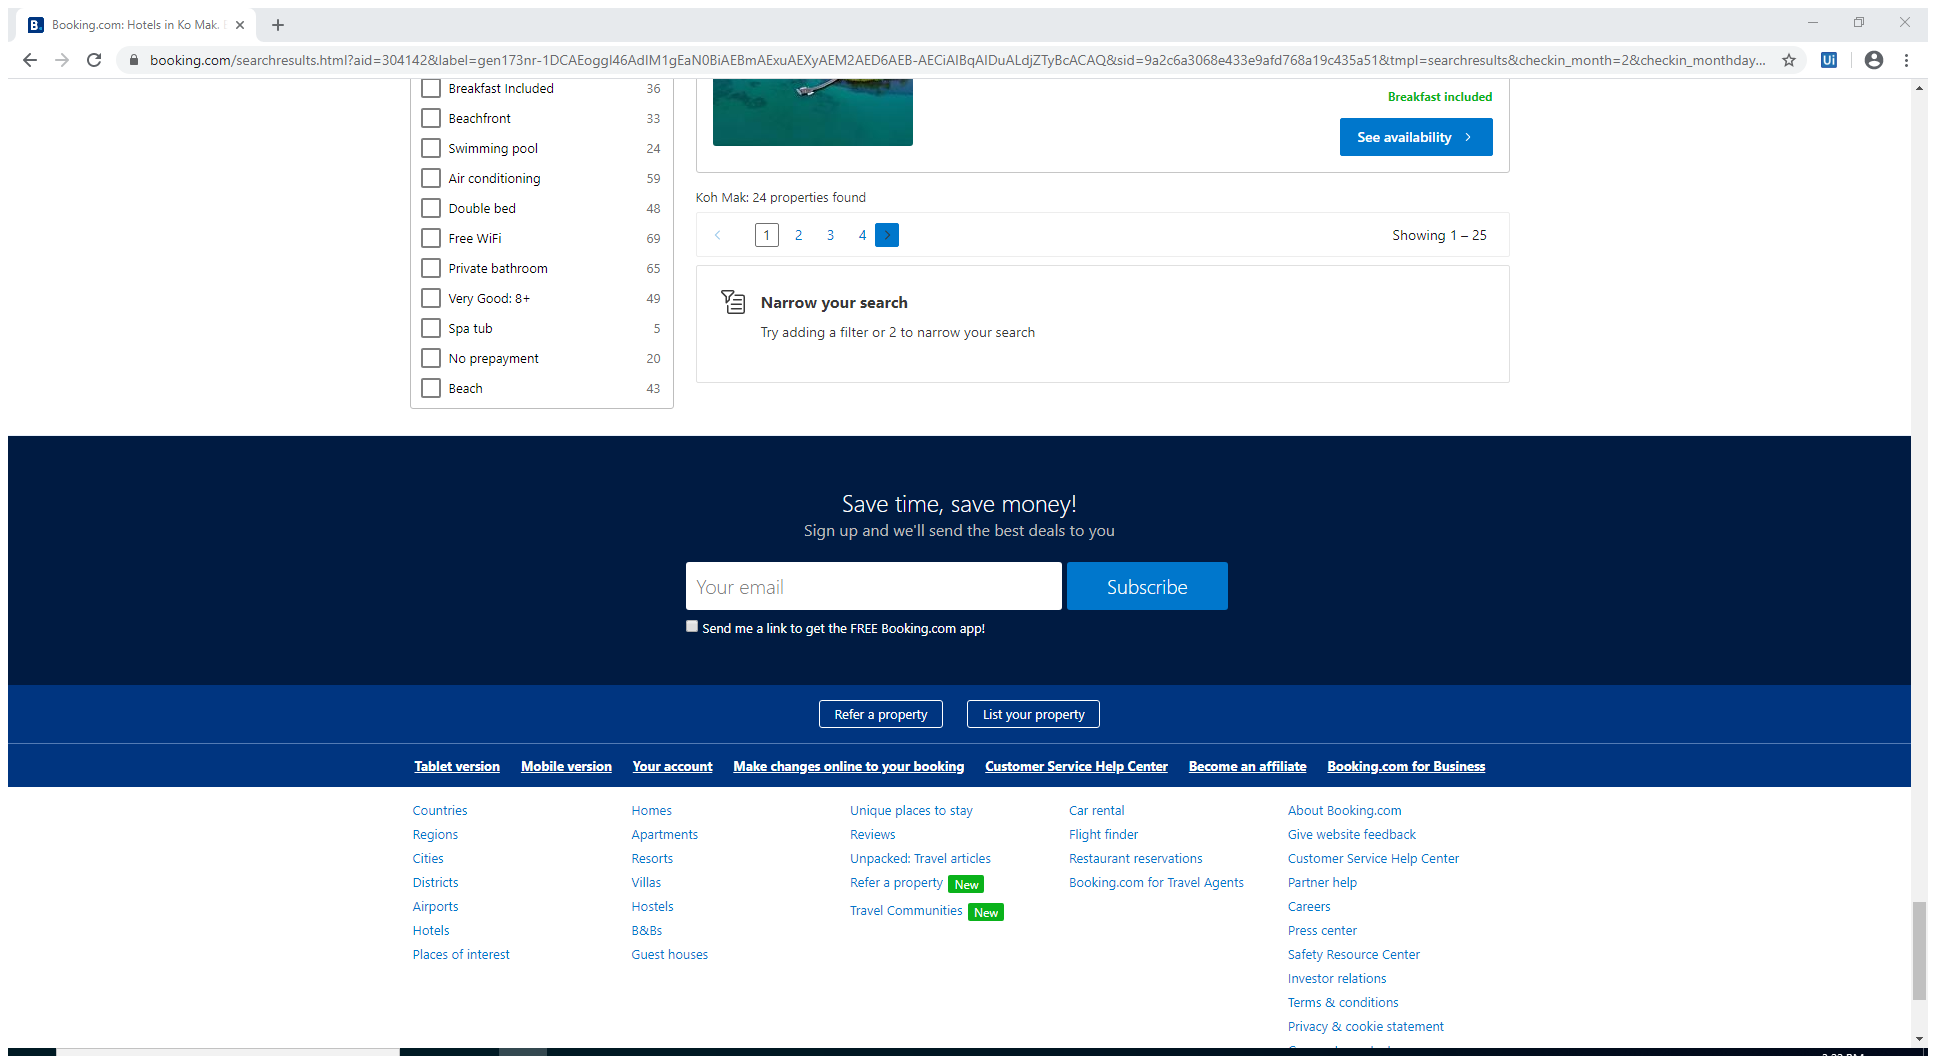 Booking.com: Hotels in Ko Mak.
booking.com/searchresults.html?aid=304142&label=gen173nr-1DCAEoggI46AdIM1gEaN0BiAEBmAExuAEXyAEM2AED6AEB-AECiAIBqAIDuALdjZTyBcACAQ&sid=9a2c6a3068e433e9afd768a19c435a51&tmpl=searchresults&checkin_month=2&checkin_monthday...
Ui
Breakfast Included 36
Beachfront 33
Swimming pool 24
Air conditioning 59
Double bed 48
Free WiFi 69
Private bathroom 65
Very Good: 8+ 49
Spa tub 5
No prepayment 20
Beach 43
Breakfast included
See availability
Koh Mak: 24 properties found
1 2 3 4
Showing 1 – 25
Narrow your search
Try adding a filter or 2 to narrow your search
Save time, save money!
Sign up and we'll send the best deals to you
Your email
Subscribe
Send me a link to get the FREE Booking.com app!
Refer a property
List your property
Tablet version Mobile version Your account Make changes online to your booking Customer Service Help Center Become an affiliate Booking.com for Business
Countries
Regions
Cities
Districts
Airports
Hotels
Places of interest
Homes
Apartments
Resorts
Villas
Hostels
B&Bs
Guest houses
Unique places to stay
Reviews
Unpacked: Travel articles
Refer a property New
Travel Communities New
Car rental
Flight finder
Restaurant reservations
Booking.com for Travel Agents
About Booking.com
Give website feedback
Customer Service Help Center
Partner help
Careers
Press center
Safety Resource Center
Investor relations
Terms & conditions
Privacy & cookie statement